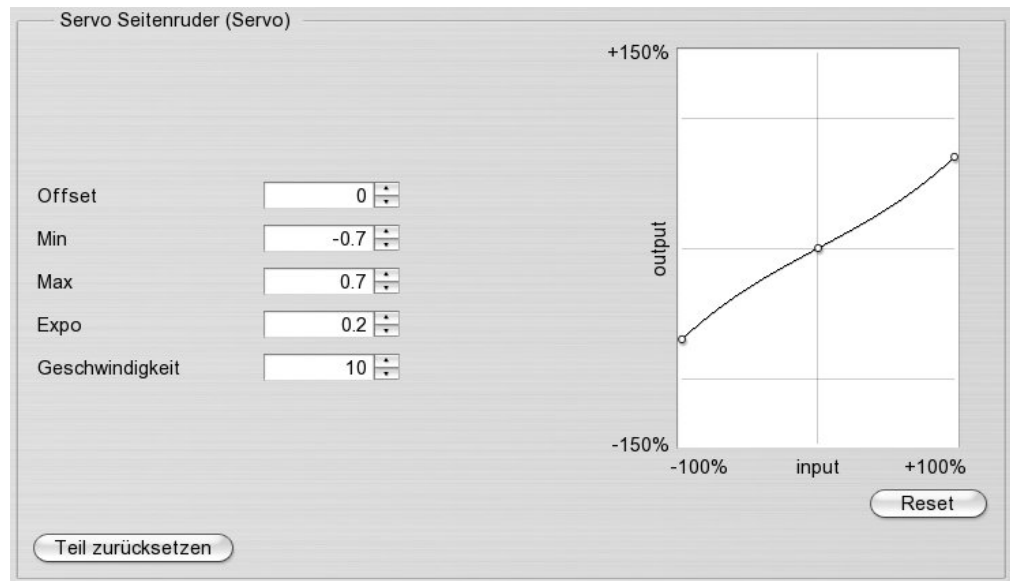 Servo Seitenruder (Servo)
Offset 0
Min -0.7
Max 0.7
Expo 0.2
Geschwindigkeit 10
+150%
output
-150%
-100% input +100%
Reset
Teil zurücksetzen